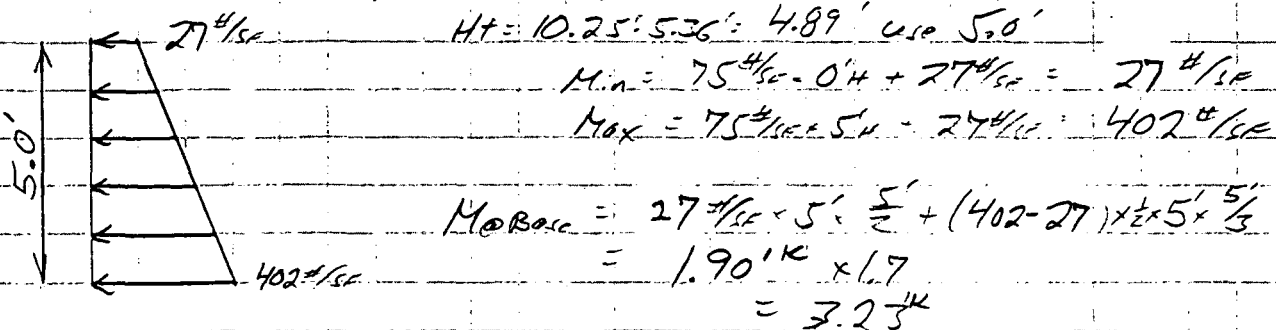 27 #/SF
Ht = 10.25' - 5.36' = 4.89' use 5.0'
Min = 75 #/SF × 0'H + 27 #/SF = 27 #/SF
Max = 75 #/SF × 5'H + 27 #/SF = 402 #/SF
5.0'
M@Base = 27 #/SF × 5' × 5'/2 + (402-27) × 1/2 × 5' × 5'/3
= 1.90'K × 1.7
402 #/SF
= 3.23'K